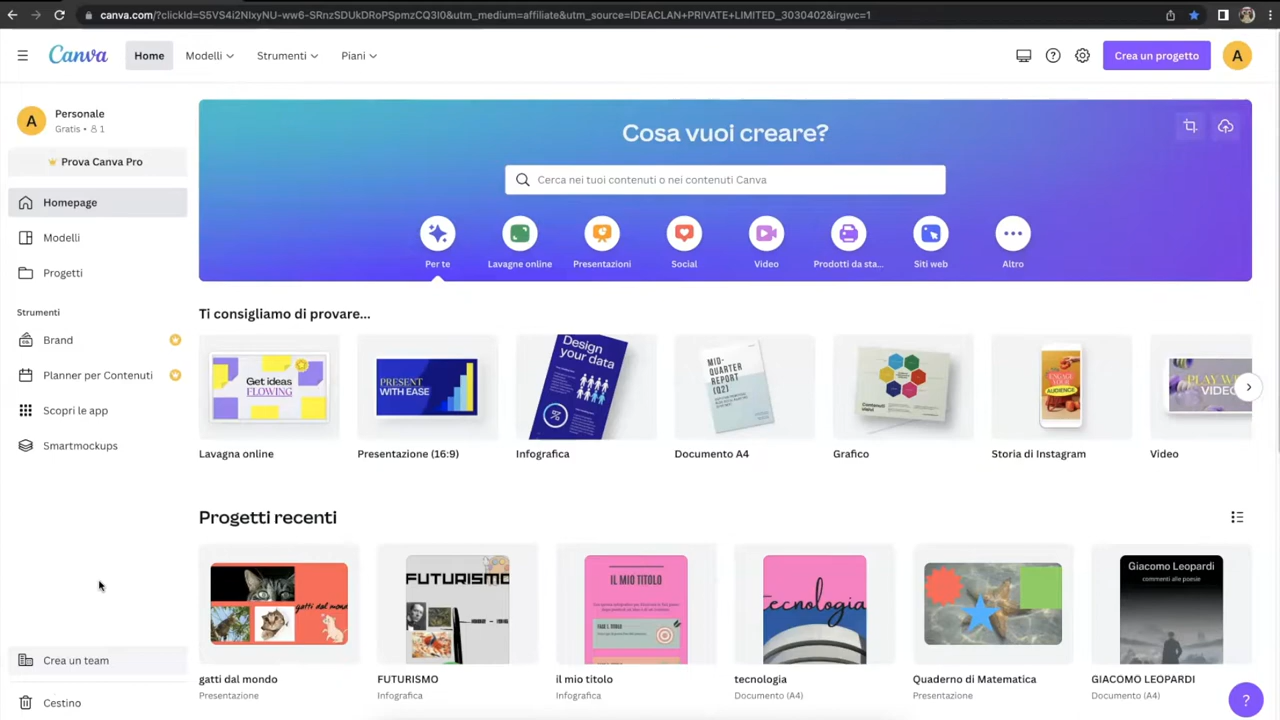 canva.com/?clickId=S5VS4i2NIxyNU-ww6-SRnzSDUkDRoPSpmzCQ3I0&utm_medium=affiliate&utm_source=IDEACLAN+PRIVATE+LIMITED_3030402&irgwc=1
Canva
Home
Modelli
Strumenti
Piani
Crea un progetto
A
A
Personale
Gratis • 1
Prova Canva Pro
Homepage
Modelli
Progetti
Strumenti
Brand
Planner per Contenuti
Scopri le app
Smartmockups
Crea un team
Cestino
Cosa vuoi creare?
Cerca nei tuoi contenuti o nei contenuti Canva
Per te
Lavagne online
Presentazioni
Social
Video
Prodotti da sta...
Siti web
Altro
Ti consigliamo di provare...
Get ideas
FLOWING
PRESENT
WITH EASE
Design
your data
MID-
QUARTER
REPORT
(Q2)
ENGAGE
YOUR
AUDIENCE
Lavagna online
Presentazione (16:9)
Infografica
Documento A4
Grafico
Storia di Instagram
Video
Progetti recenti
gatti dal mondo
FUTURISMO
IL MIO TITOLO
FASE 1. TITOLO
tecnologia
Giacomo Leopardi
commenti alle poesie
gatti dal mondo
Presentazione
FUTURISMO
Infografica
il mio titolo
Infografica
tecnologia
Documento (A4)
Quaderno di Matematica
Presentazione
GIACOMO LEOPARDI
Documento (A4)
?